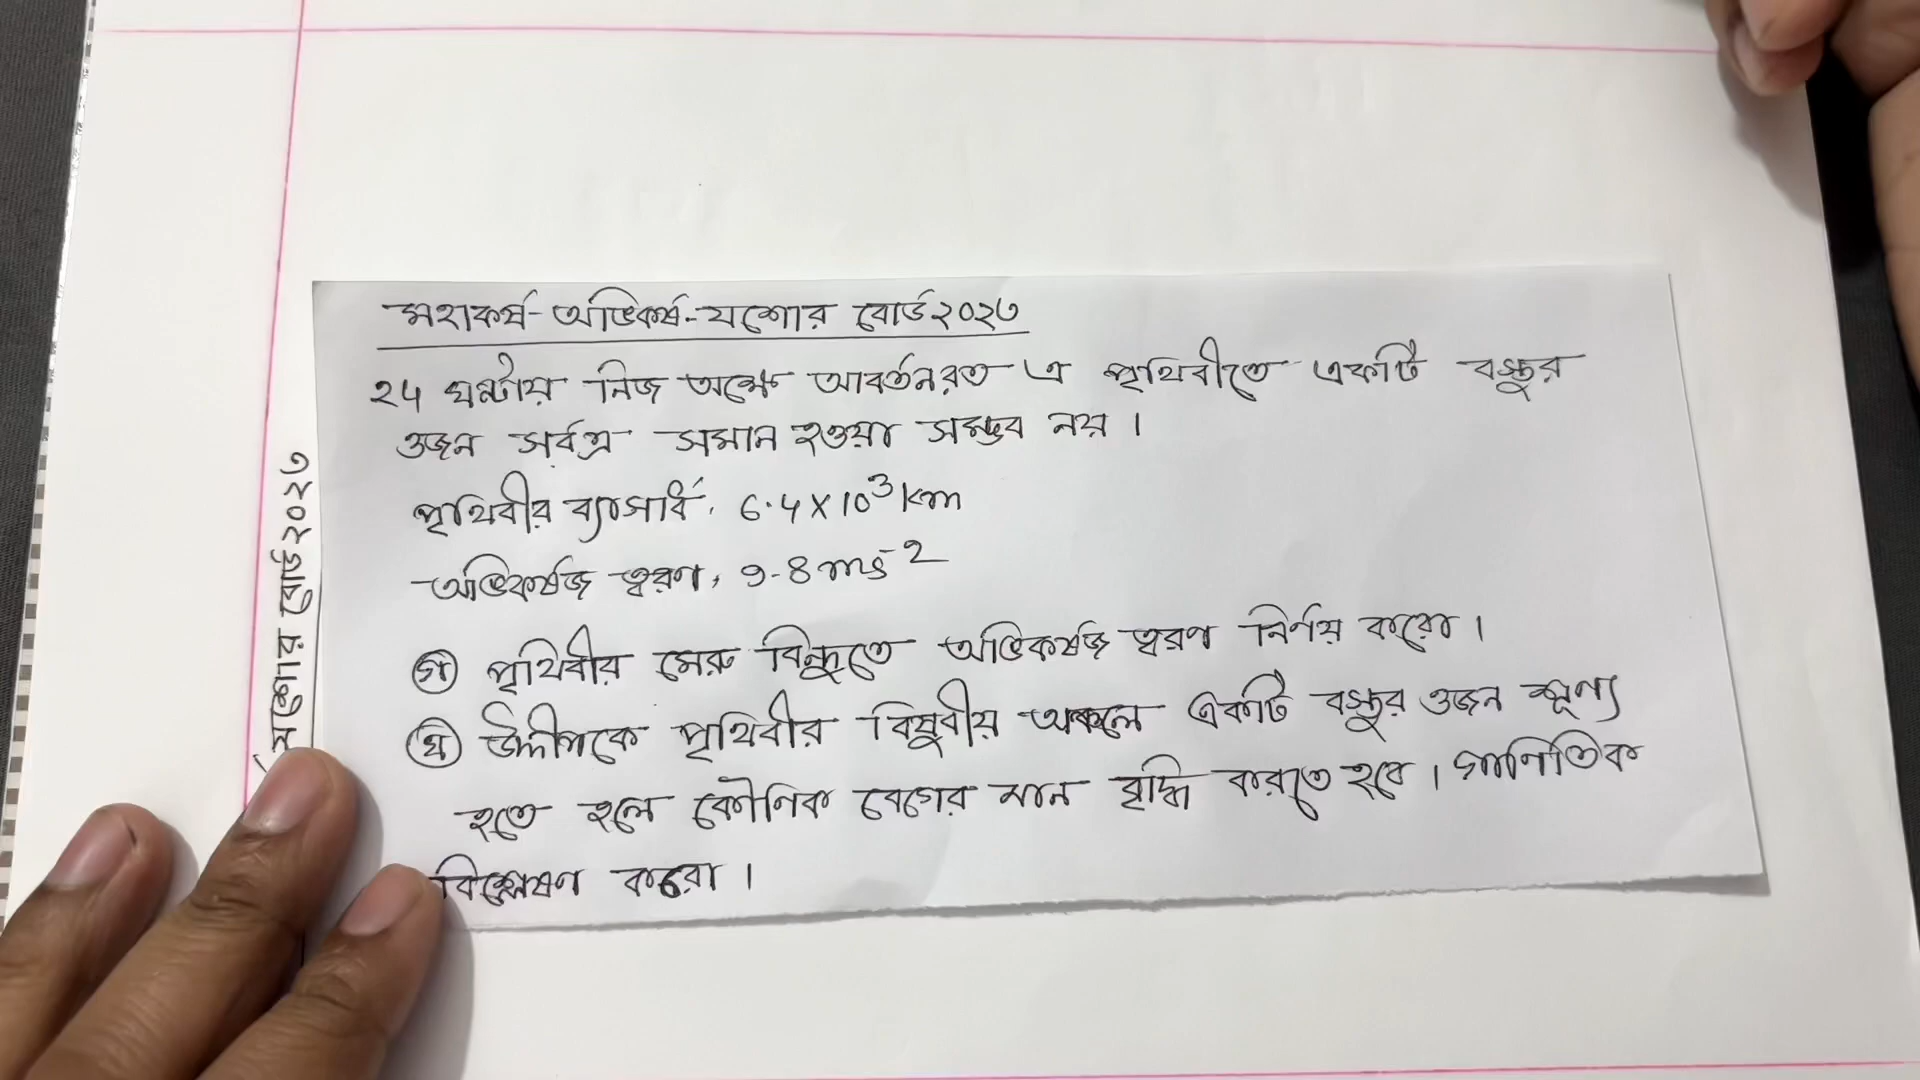 মহাকর্ষ-অভিকর্ষ-যশোর বোর্ড ২০২৩
২৪ ঘন্টায় নিজ অক্ষে আবর্তনরত এ পৃথিবীতে একটি বস্তুর
ওজন সর্বত্র সমান হওয়া সম্ভব নয়।
পৃথিবীর ব্যাসার্ধ, 6.4×10³ km
অভিকর্ষজ ত্বরণ, 9.8 ms⁻²
গ) পৃথিবীর মেরু বিন্দুতে অভিকর্ষজ ত্বরণ নির্ণয় করো।
ঘ) উদ্দীপকে পৃথিবীর বিষুবীয় অঞ্চলে একটি বস্তুর ওজন শূণ্য
হতে হলে কৌণিক বেগের মান বৃদ্ধি করতে হবে। গাণিতিক
বিশ্লেষণ করো।
যশোর বোর্ড ২০২৩